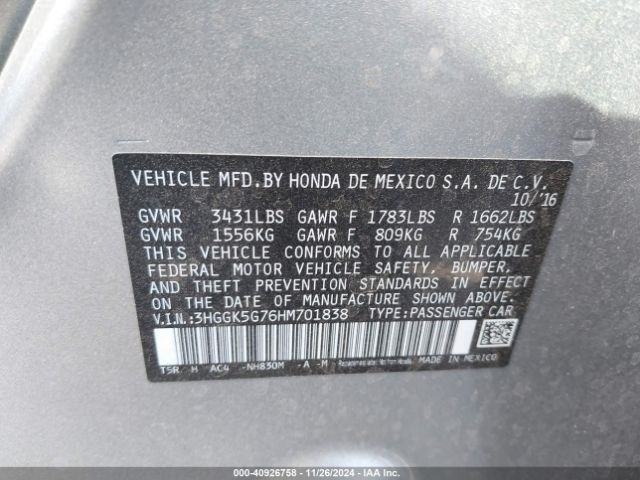 VEHICLE MFD.BY HONDA DE MEXICO S.A. DE C.V.
10/'16
GVWR 3431LBS GAWR F 1783LBS R 1662LBS
GVWR 1556KG GAWR F 809KG R 754KG
THIS VEHICLE CONFORMS TO ALL APPLICABLE
FEDERAL MOTOR VEHICLE SAFETY, BUMPER,
AND THEFT PREVENTION STANDARDS IN EFFECT
ON THE DATE OF MANUFACTURE SHOWN ABOVE.
V.I.N.:3HGGK5G76HM701838 TYPE:PASSENGER CAR
T5R H AC4 -NH830M -A -M MADE IN MEXICO
000-40926758 - 11/26/2024 - IAA Inc.